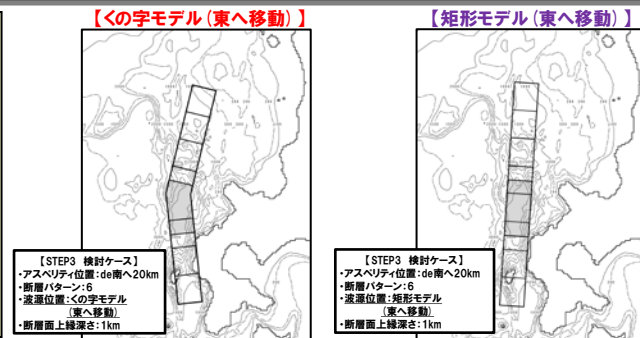 【くの字モデル(東へ移動)】
【矩形モデル(東へ移動)】
【STEP3 検討ケース】
・アスペリティ位置:de南へ20km
・断層パターン:6
・波源位置:くの字モデル
(東へ移動)
・断層面上縁深さ:1km
【STEP3 検討ケース】
・アスペリティ位置:de南へ20km
・断層パターン:6
・波源位置:矩形モデル
(東へ移動)
・断層面上縁深さ:1km